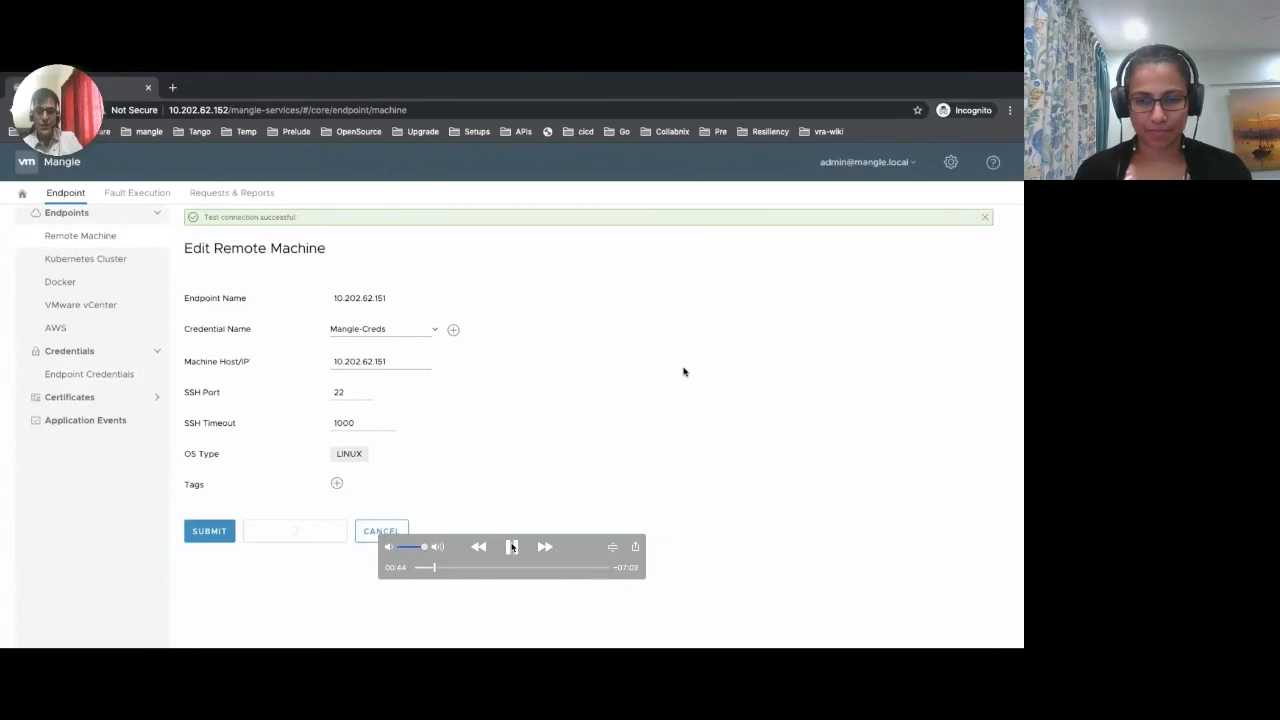 Not Secure 10.202.62.152/mangle-services/#/core/endpoint/machine Incognito
mangle Tango Temp Prelude OpenSource Upgrade Setups APIs cicd Go Collabnix Pre Resiliency vra-wiki
vm Mangle admin@mangle.local
Endpoint Fault Execution Requests & Reports
Endpoints
Test connection successful!
Remote Machine
Edit Remote Machine
Kubernetes Cluster
Docker
VMware vCenter
AWS
Credentials
Endpoint Credentials
Certificates
Application Events
Endpoint Name 10.202.62.151
Credential Name Mangle-Creds
Machine Host/IP* 10.202.62.151
SSH Port 22
SSH Timeout 1000
OS Type LINUX
Tags
SUBMIT CANCEL
00:44 -07:02